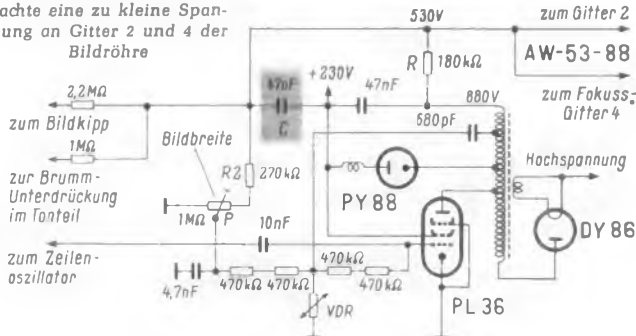 achte eine zu kleine Span-
ung an Gitter 2 und 4 der
Bildröhre
530V
zum Gitter 2
AW-53-88
R
180kΩ
+230V
47nF
47nF
C
880V
zum Fokuss-
Gitter 4
2,2MΩ
zum Bildkipp
Bildbreite
580pF
Hochspannung
1MΩ
R2
270kΩ
zur Brumm-
Unterdrückung
im Tonteil
PY 88
DY 86
1MΩ
P
10nF
zum Zeilen-
oszillator
4,7nF
470kΩ
470kΩ
470kΩ
470kΩ
VDR
PL 36